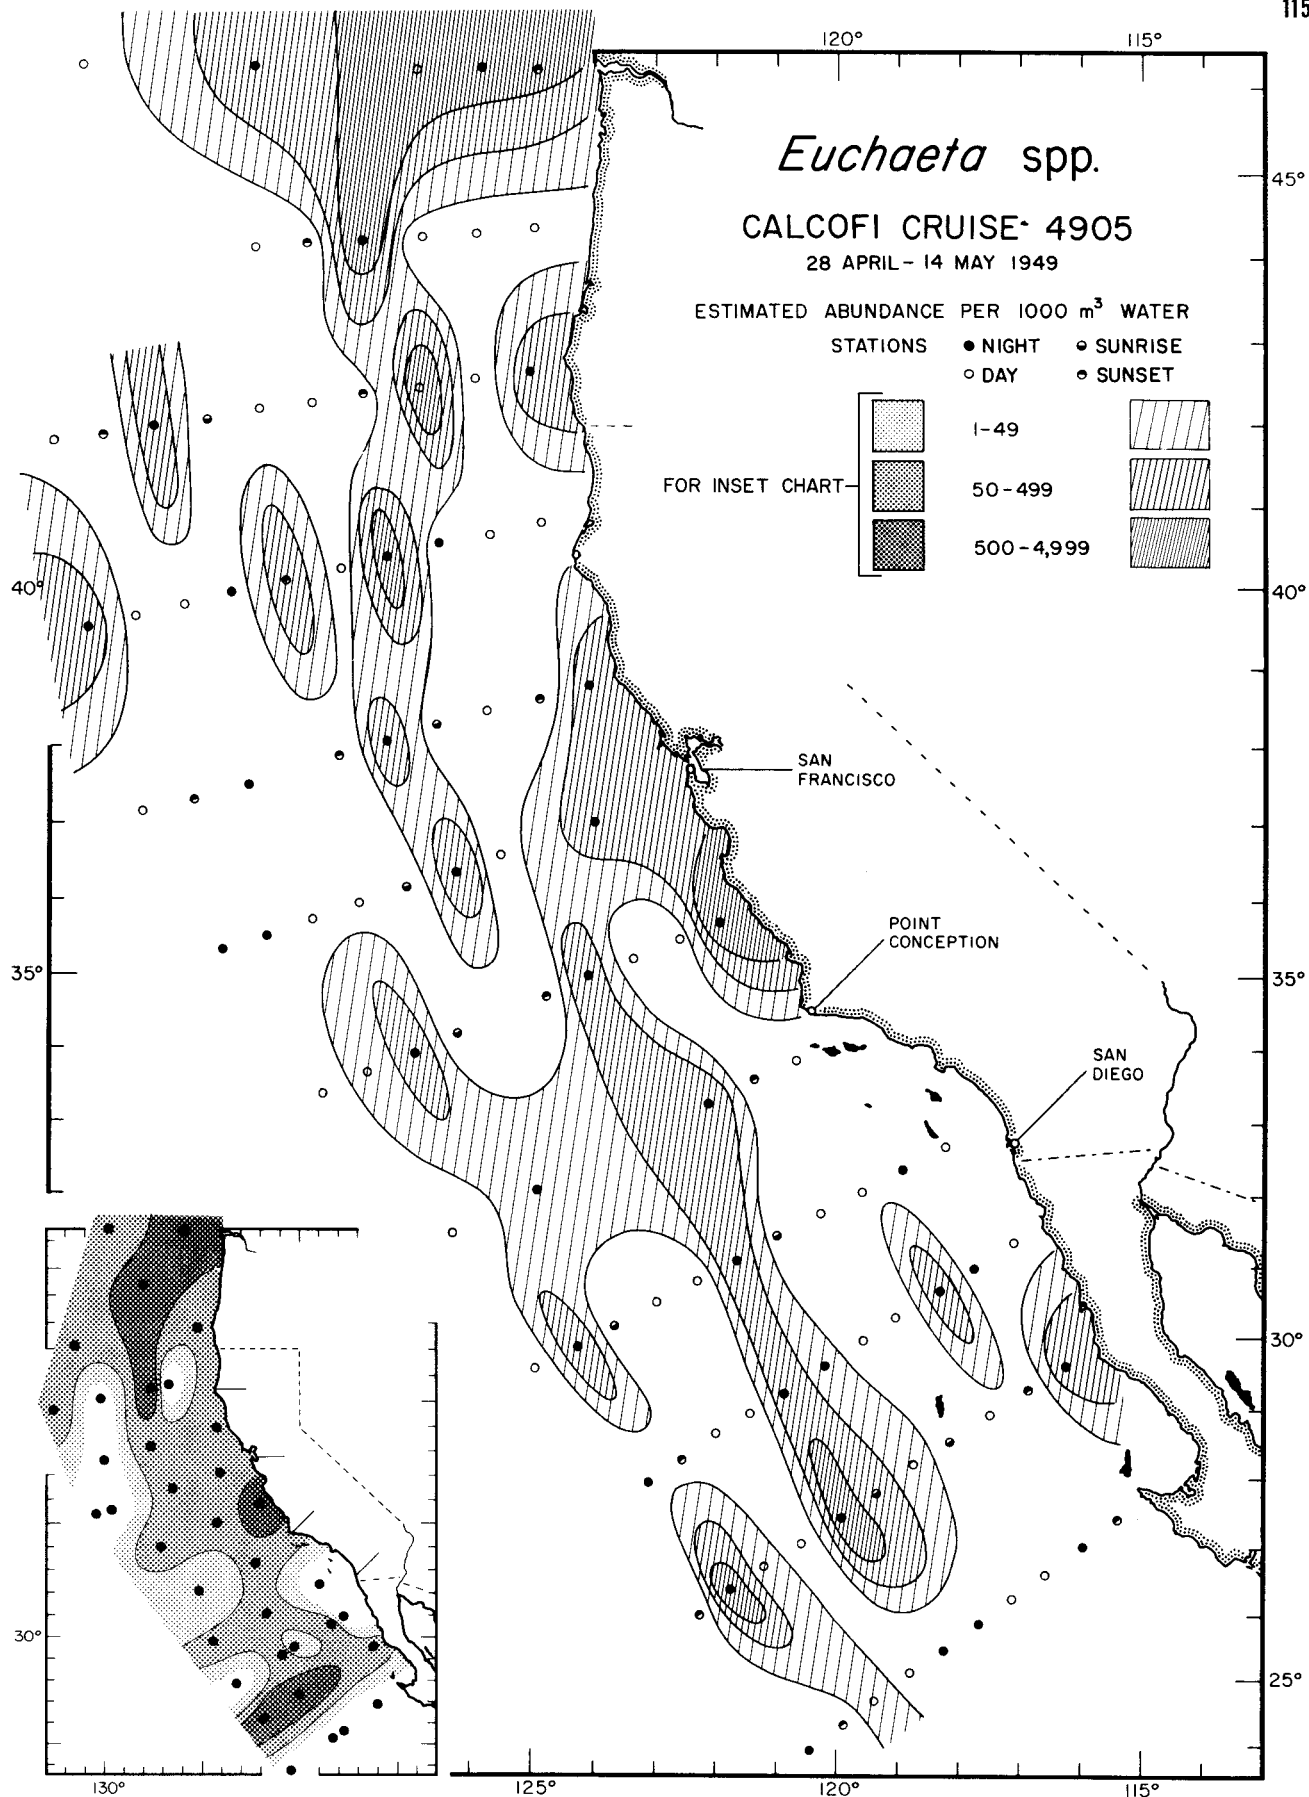 115
120° 115°
Euchaeta spp.
45°
CALCOFI CRUISE 4905
28 APRIL – 14 MAY 1949
ESTIMATED ABUNDANCE PER 1000 m³ WATER
STATIONS ● NIGHT SUNRISE
○ DAY SUNSET
1-49
FOR INSET CHART 50-499
500-4,999
40° 40°
SAN
FRANCISCO
POINT
CONCEPTION
35° 35°
SAN
DIEGO
30°
30°
25°
130° 125° 120° 115°